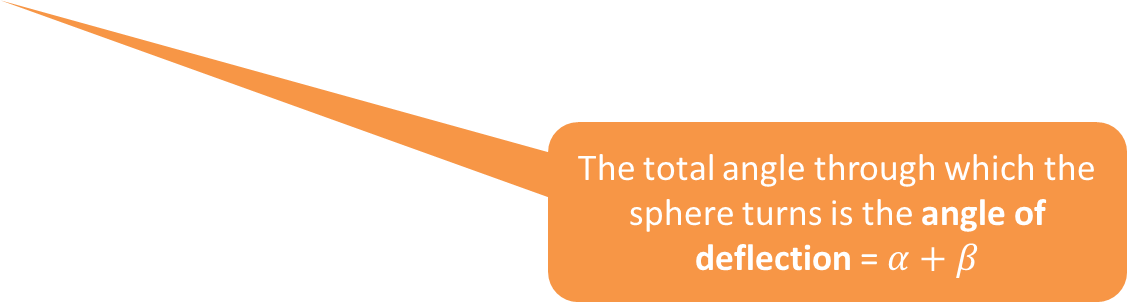 The total angle through which the
sphere turns is the angle of
deflection = 𝛼 + 𝛽